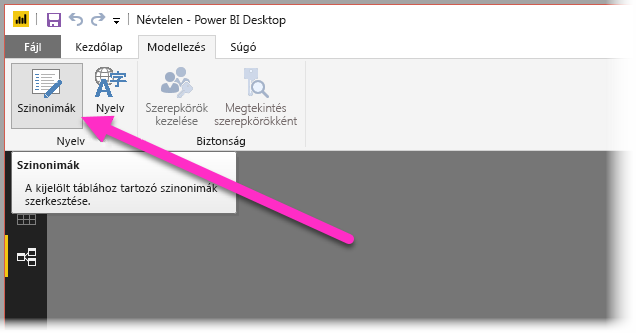 Névtelen - Power BI Desktop
Fájl Kezdőlap Modellezés Súgó
Szinonimák Nyelv Szerepkörök kezelése Megtekintés szerepkörökként
Nyelv Biztonság
Szinonimák
A kijelölt táblához tartozó szinonimák
szerkesztése.